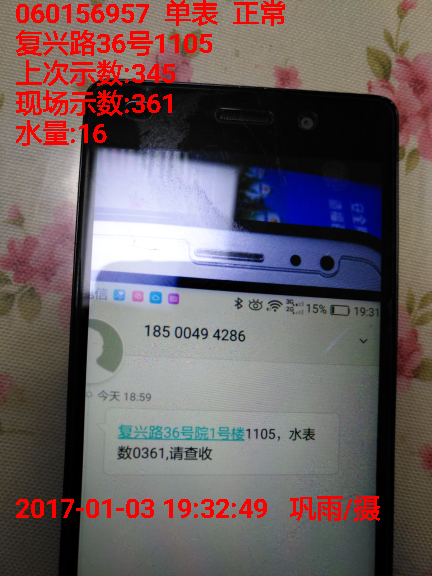 060156957 单表 正常
复兴路36号1105
上次示数:345
现场示数:361
水量:16
信
3G
2G
15%
19:31
185 0049 4286
今天 18:59
复兴路36号院1号楼1105，水表
数0361,请查收
2017-01-03 19:32:49 巩雨/摄